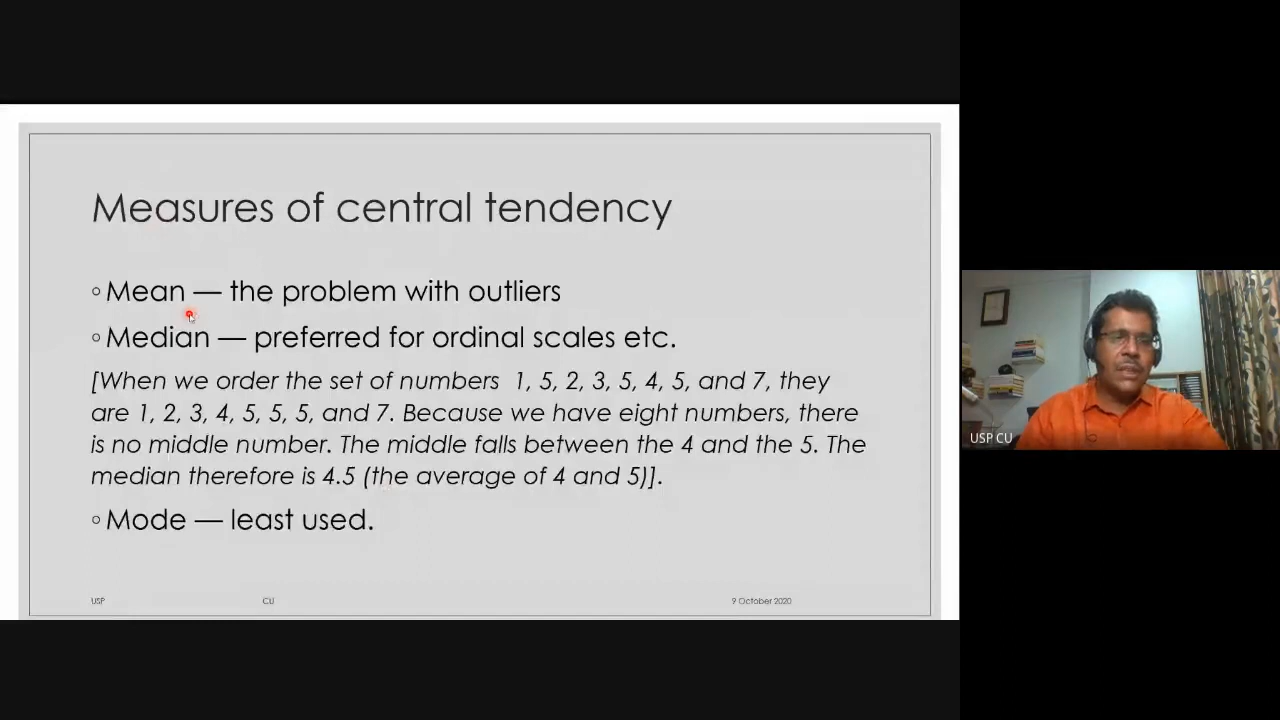 Measures of central tendency
◦Mean — the problem with outliers
◦Median — preferred for ordinal scales etc.
[When we order the set of numbers 1, 5, 2, 3, 5, 4, 5, and 7, they
are 1, 2, 3, 4, 5, 5, 5, and 7. Because we have eight numbers, there
is no middle number. The middle falls between the 4 and the 5. The
median therefore is 4.5 (the average of 4 and 5)].
◦Mode — least used.
USP CU 9 October 2020
USP CU